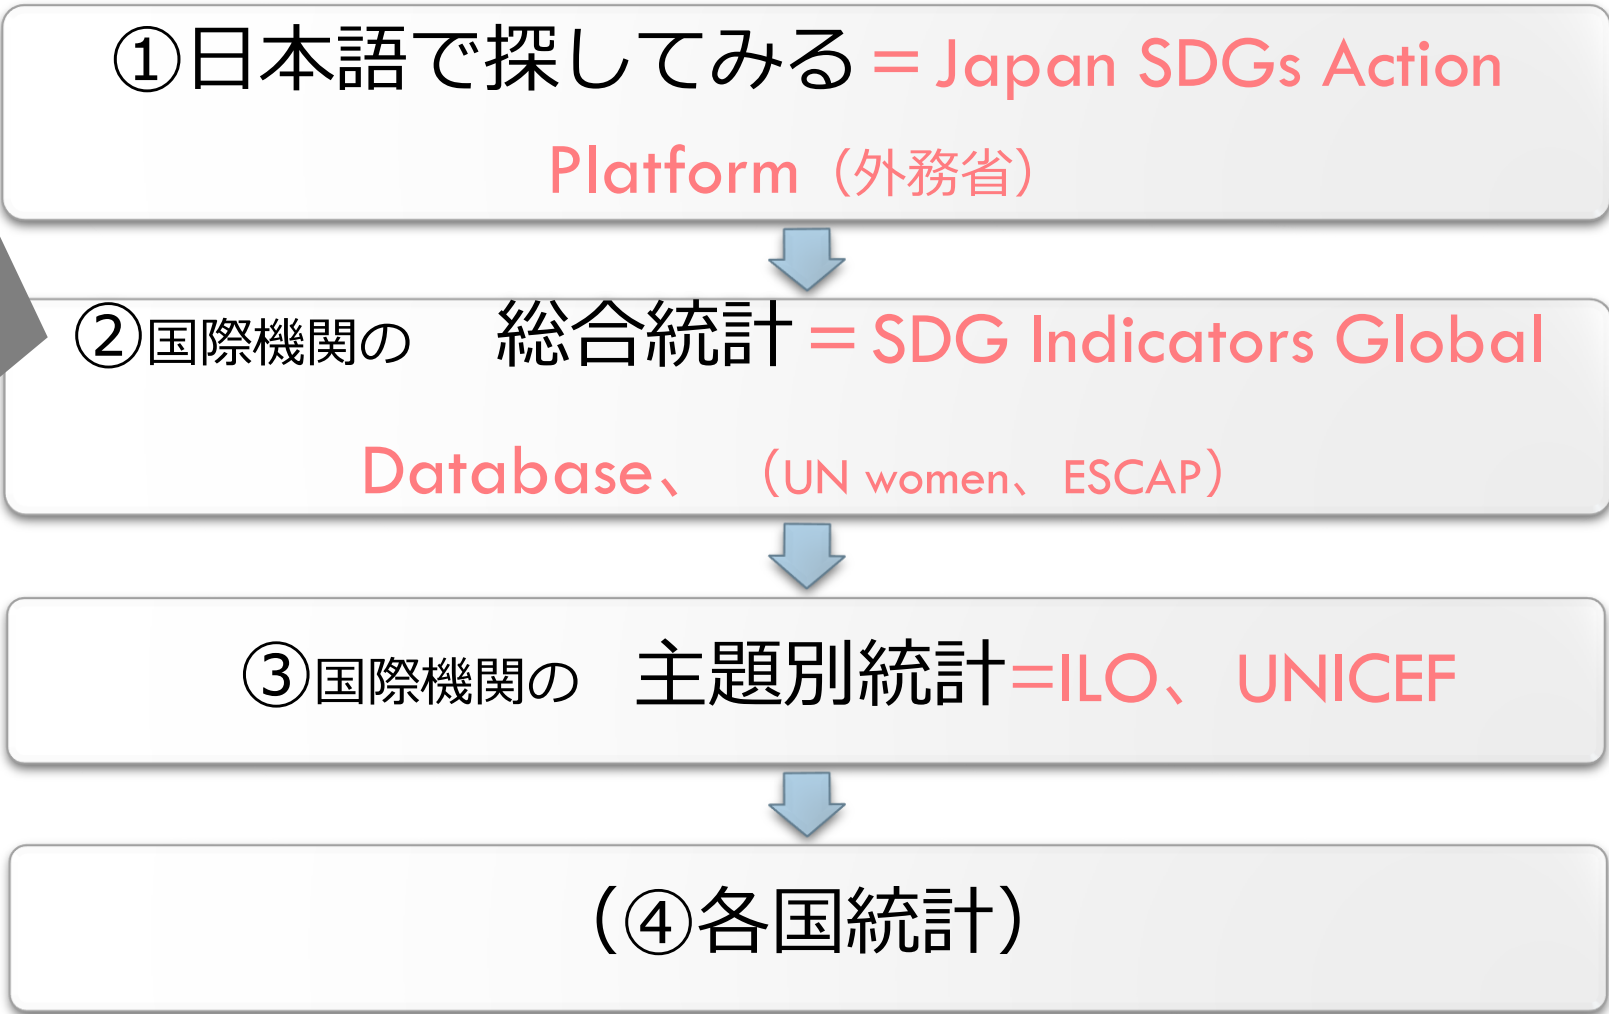 ①日本語で探してみる＝Japan SDGs Action
Platform（外務省）
②国際機関の　総合統計＝SDG Indicators Global
Database、（UN women、ESCAP）
③国際機関の　主題別統計=ILO、UNICEF
（④各国統計）